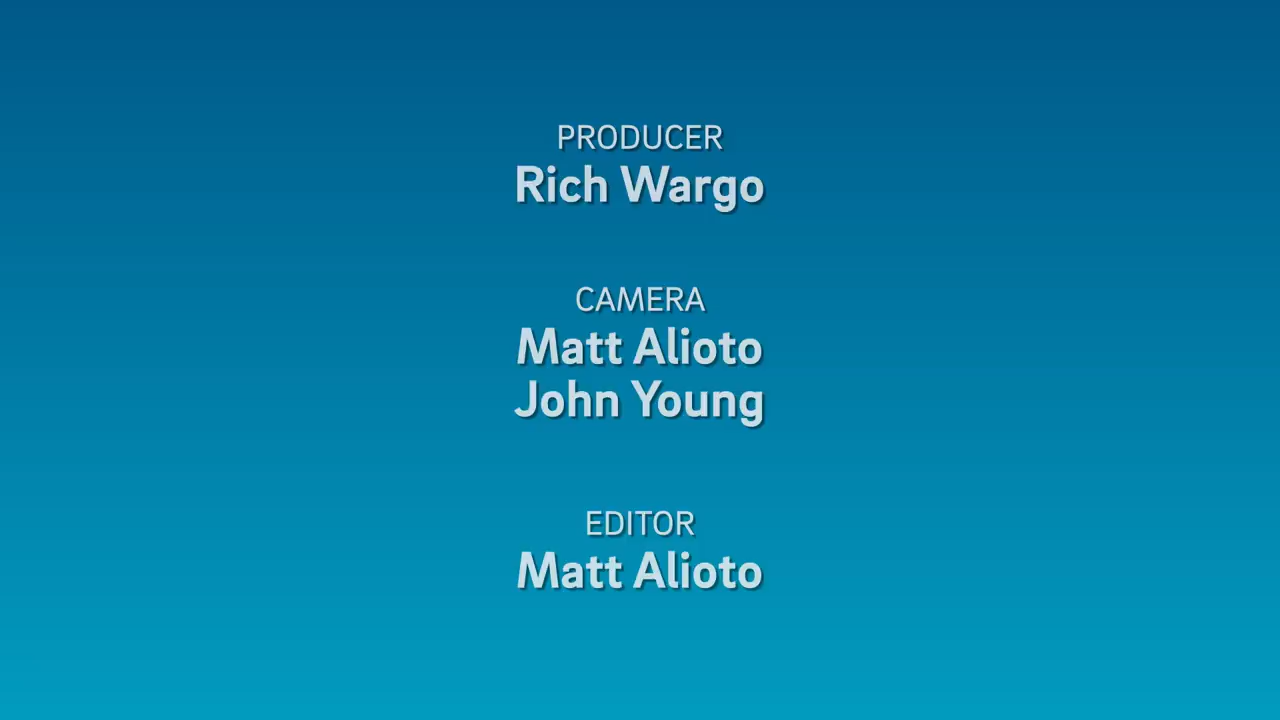 PRODUCER
Rich Wargo
CAMERA
Matt Alioto
John Young
EDITOR
Matt Alioto